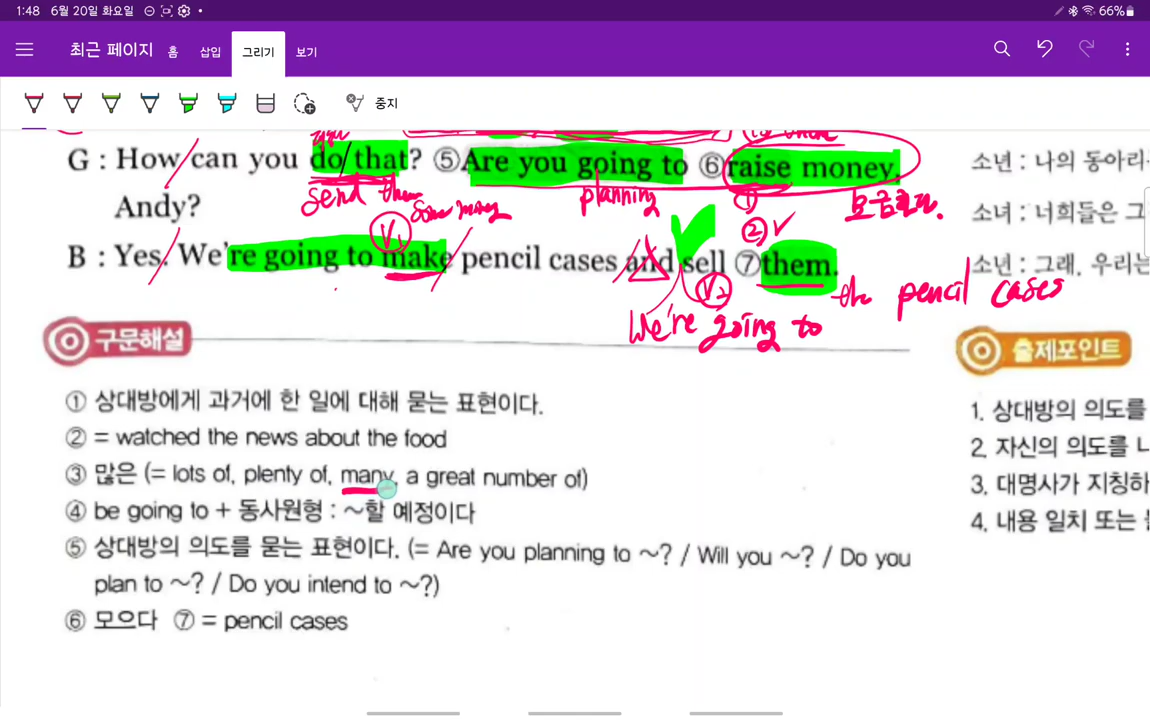 1:48 6월 20일 화요일 66%
최근 페이지 홈 삽입 그리기 보기
중지
G : How can you do that? ⑤Are you going to ⑥raise money,
send them some money
planning
①
모금하다.
Andy?
V₁
②
B : Yes. We're going to make pencil cases and sell ⑦them.
V₂
the pencil cases
We're going to
소년 : 나의 동아리
소녀 : 너희들은 그
소년 : 그래, 우리는
구문해설
① 상대방에게 과거에 한 일에 대해 묻는 표현이다.
② = watched the news about the food
③ 많은 (= lots of, plenty of, many, a great number of)
④ be going to + 동사원형 : ~할 예정이다
⑤ 상대방의 의도를 묻는 표현이다. (= Are you planning to ~? / Will you ~? / Do you
plan to ~? / Do you intend to ~?)
⑥ 모으다 ⑦ = pencil cases
출제포인트
1. 상대방의 의도를
2. 자신의 의도를 나
3. 대명사가 지칭하
4. 내용 일치 또는